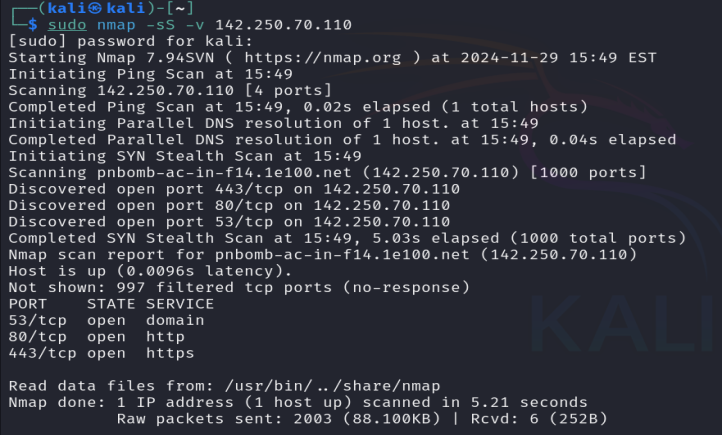 ┌──(kali㉿kali)-[~]
└─$ sudo nmap -sS -v 142.250.70.110
[sudo] password for kali:
Starting Nmap 7.94SVN ( https://nmap.org ) at 2024-11-29 15:49 EST
Initiating Ping Scan at 15:49
Scanning 142.250.70.110 [4 ports]
Completed Ping Scan at 15:49, 0.02s elapsed (1 total hosts)
Initiating Parallel DNS resolution of 1 host. at 15:49
Completed Parallel DNS resolution of 1 host. at 15:49, 0.04s elapsed
Initiating SYN Stealth Scan at 15:49
Scanning pnbomb-ac-in-f14.1e100.net (142.250.70.110) [1000 ports]
Discovered open port 443/tcp on 142.250.70.110
Discovered open port 80/tcp on 142.250.70.110
Discovered open port 53/tcp on 142.250.70.110
Completed SYN Stealth Scan at 15:49, 5.03s elapsed (1000 total ports)
Nmap scan report for pnbomb-ac-in-f14.1e100.net (142.250.70.110)
Host is up (0.0096s latency).
Not shown: 997 filtered tcp ports (no-response)
PORT    STATE SERVICE
53/tcp  open  domain
80/tcp  open  http
443/tcp open  https
KALI
Read data files from: /usr/bin/../share/nmap
Nmap done: 1 IP address (1 host up) scanned in 5.21 seconds
           Raw packets sent: 2003 (88.100KB) | Rcvd: 6 (252B)